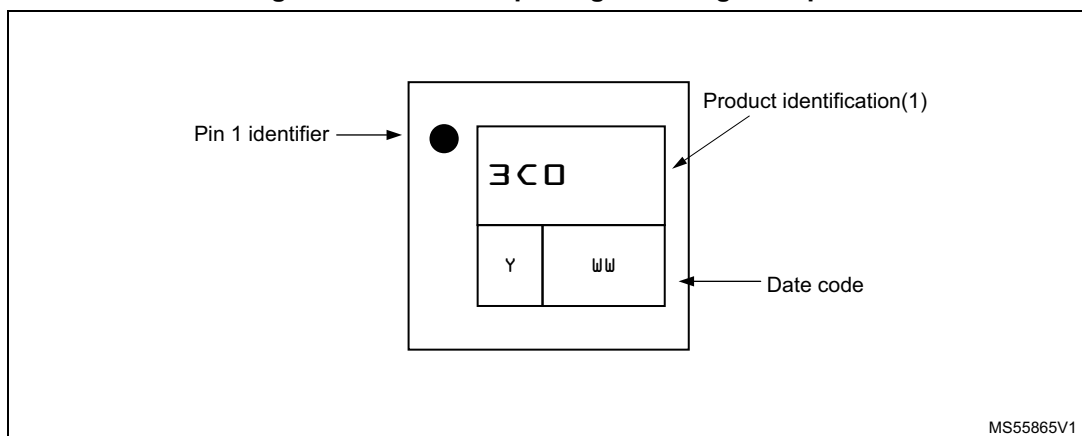 Product identification(1)
Pin 1 identifier
3C0
Y WW
Date code
MS55865V1